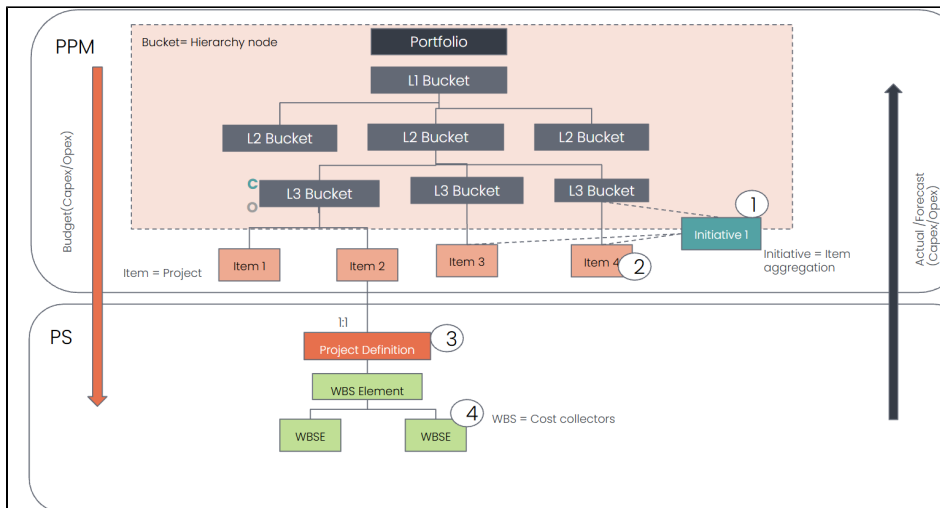 PPM
Bucket= Hierarchy node
Portfolio
L1 Bucket
L2 Bucket
L2 Bucket
L2 Bucket
C
O
L3 Bucket
L3 Bucket
L3 Bucket
1
Initiative 1
Item = Project
Item 1
Item 2
Item 3
Item 4
2
Initiative = Item
aggregation
Budget(Capex/Opex)
Actual /Forecast
(Capex/Opex)
PS
1:1
Project Definition
3
WBS Element
4
WBS = Cost collectors
WBSE
WBSE